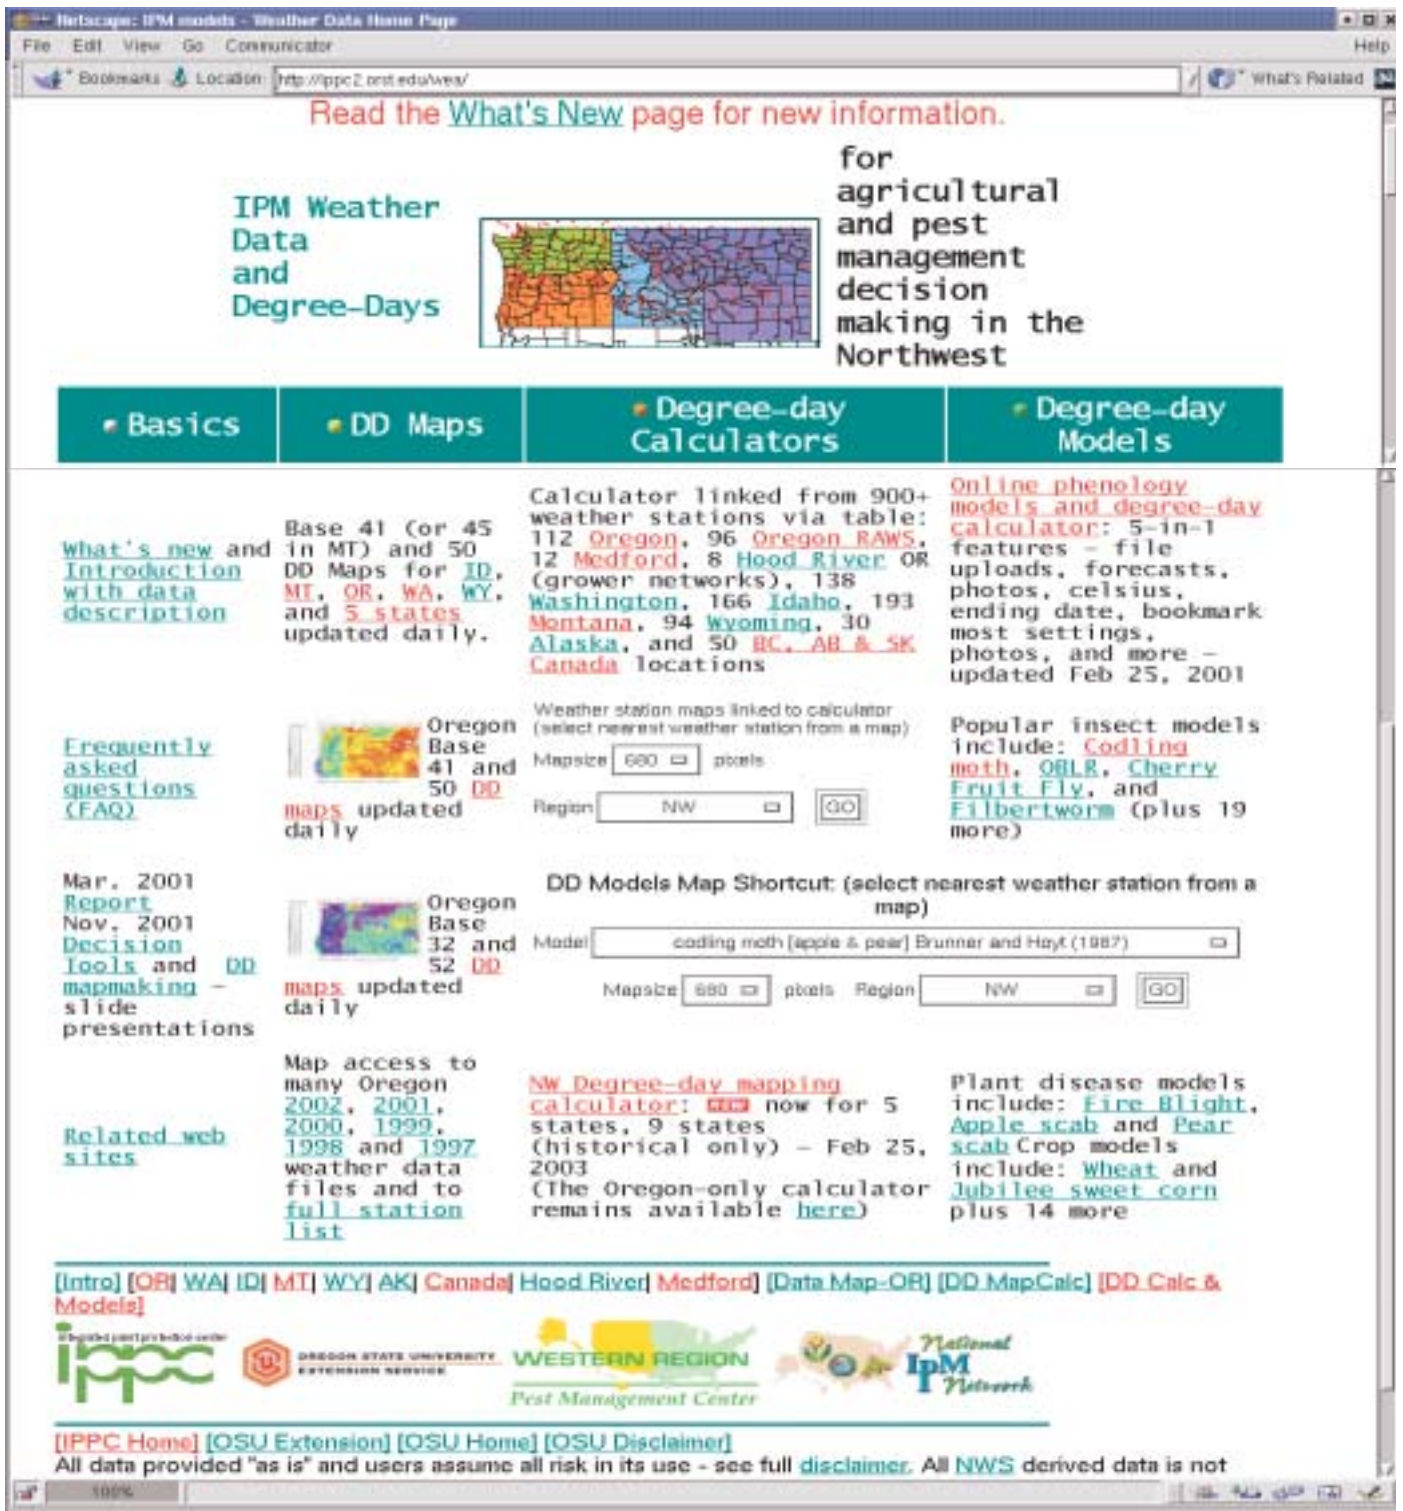 Netscape: IPM models - Weather Data Home Page
File Edit View Go Communicator
Help
Bookmarks Location: http://ippc2.orst.edu/wea/
What's Related
Read the What's New page for new information.
IPM Weather
Data
and
Degree-Days
for
agricultural
and pest
management
decision
making in the
Northwest
Basics
DD Maps
Degree-day
Calculators
Degree-day
Models
What's new and
Introduction
with data
description
Base 41 (or 45
in MT) and 50
DD Maps for ID,
MT, OR, WA, WY,
and 5 states
updated daily.
Calculator linked from 900+
weather stations via table:
112 Oregon, 96 Oregon RAWS,
12 Medford, 8 Hood River OR
(grower networks), 138
Washington, 166 Idaho, 193
Montana, 94 Wyoming, 30
Alaska, and 50 BC, AB & SK
Canada locations
Online phenology
models and degree-day
calculator: 5-in-1
features - file
uploads, forecasts,
photos, celsius,
ending date, bookmark
most settings,
photos, and more -
updated Feb 25, 2001
Frequently
asked
questions
(FAQ)
Oregon
Base
41 and
50 DD
maps updated
daily
Weather station maps linked to calculator
(select nearest weather station from a map)
Mapsize 680 pixels
Region NW GO
Popular insect models
include: Codling
moth, OBLR, Cherry
Fruit Fly, and
Filbertworm (plus 19
more)
Mar. 2001
Report
Nov. 2001
Decision
Tools and DD
mapmaking -
slide
presentations
Oregon
Base
32 and
52 DD
maps updated
daily
DD Models Map Shortcut: (select nearest weather station from a
map)
Model codling moth [apple & pear] Brunner and Hoyt (1987)
Mapsize 680 pixels Region NW GO
Related web
sites
Map access to
many Oregon
2002, 2001,
2000, 1999,
1998 and 1997
weather data
files and to
full station
list
NW Degree-day mapping
calculator: NEW now for 5
states, 9 states
(historical only) - Feb 25,
2003
(The Oregon-only calculator
remains available here)
Plant disease models
include: Fire Blight,
Apple scab and Pear
scab Crop models
include: Wheat and
Jubilee sweet corn
plus 14 more
[Intro] [OR| WA| ID| MT| WY| AK| Canada| Hood River| Medford] [Data Map-OR] [DD MapCalc] [DD Calc &
Models]
integrated plant protection center
ippc
OREGON STATE UNIVERSITY
EXTENSION SERVICE
WESTERN REGION
Pest Management Center
National
IPM
Network
[IPPC Home] [OSU Extension] [OSU Home] [OSU Disclaimer]
All data provided "as is" and users assume all risk in its use - see full disclaimer. All NWS derived data is not
100%